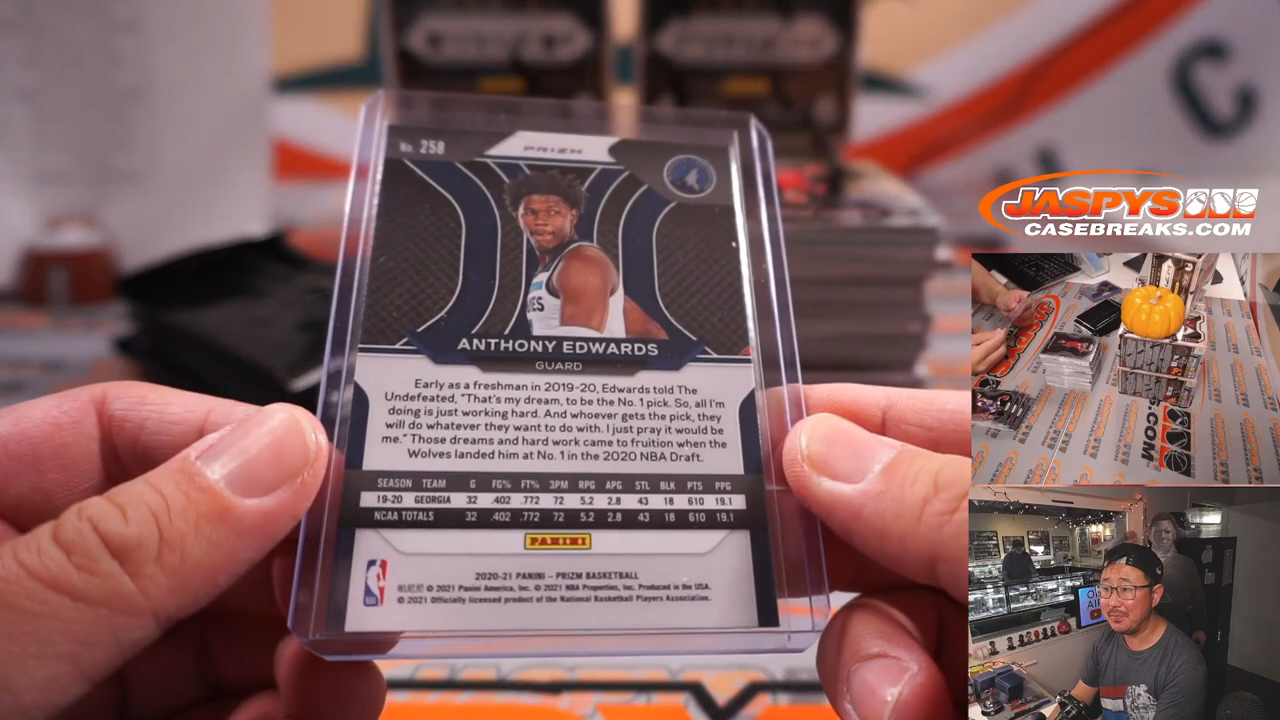 No. 258
PRIZM
ANTHONY EDWARDS
GUARD
Early as a freshman in 2019-20, Edwards told The
Undefeated, "That's my dream, to be the No. 1 pick. So, all I'm
doing is just working hard. And whoever gets the pick, they
will do whatever they want to do with. I just pray it would be
me." Those dreams and hard work came to fruition when the
Wolves landed him at No. 1 in the 2020 NBA Draft.
SEASON TEAM G FG% FT% 3PM RPG APG STL BLK PTS PPG
19-20 GEORGIA 32 .402 .772 72 5.2 2.8 43 18 610 19.1
NCAA TOTALS 32 .402 .772 72 5.2 2.8 43 18 610 19.1
PANINI
2020-21 PANINI – PRIZM BASKETBALL
© 2021 Panini America, Inc. © 2021 NBA Properties, Inc. Produced in the USA.
© 2021 Officially licensed product of the National Basketball Players Association.
JASPYS
CASEBREAKS.COM
JASPYS
.COM